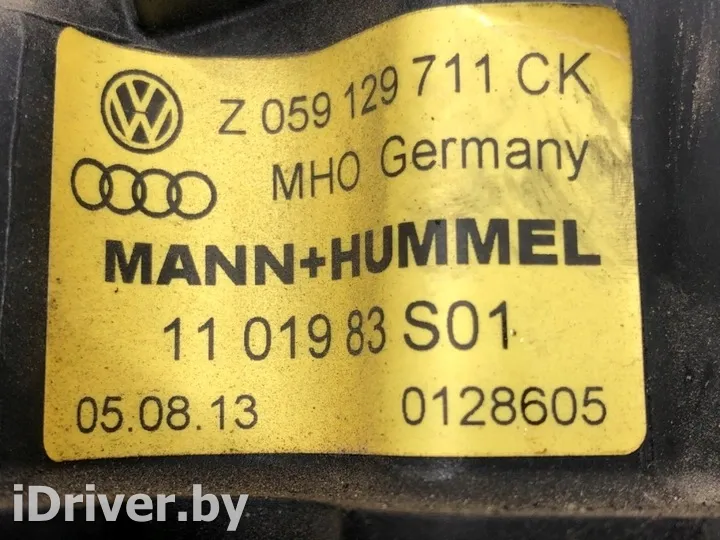 Z 059 129 711 CK
MHO Germany
MANN+HUMMEL
11 019 83 S01
05.08.13 0128605
iDriver.by